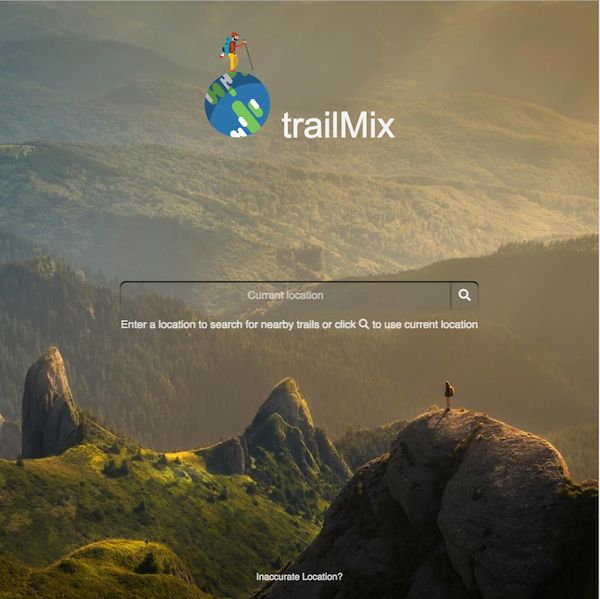 trailMix
Current location
Enter a location to search for nearby trails or click to use current location
Inaccurate Location?